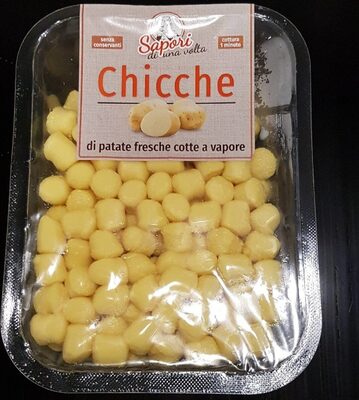 senza
conservanti
Sapori
di una volta
cottura
1 minuto
Chicche
di patate fresche cotte a vapore